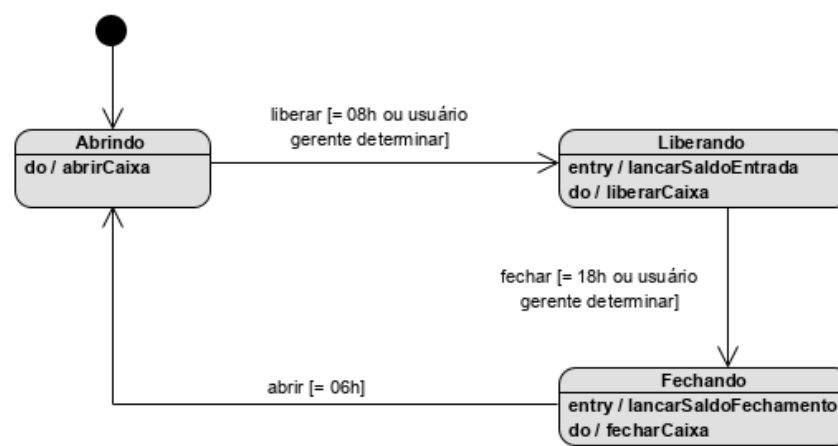 Abrindo
do / abrirCaixa
liberar [= 08h ou usuário
gerente determinar]
Liberando
entry / lancarSaldoEntrada
do / liberarCaixa
fechar [= 18h ou usuário
gerente determinar]
abrir [= 06h]
Fechando
entry / lancarSaldoFechamento
do / fecharCaixa